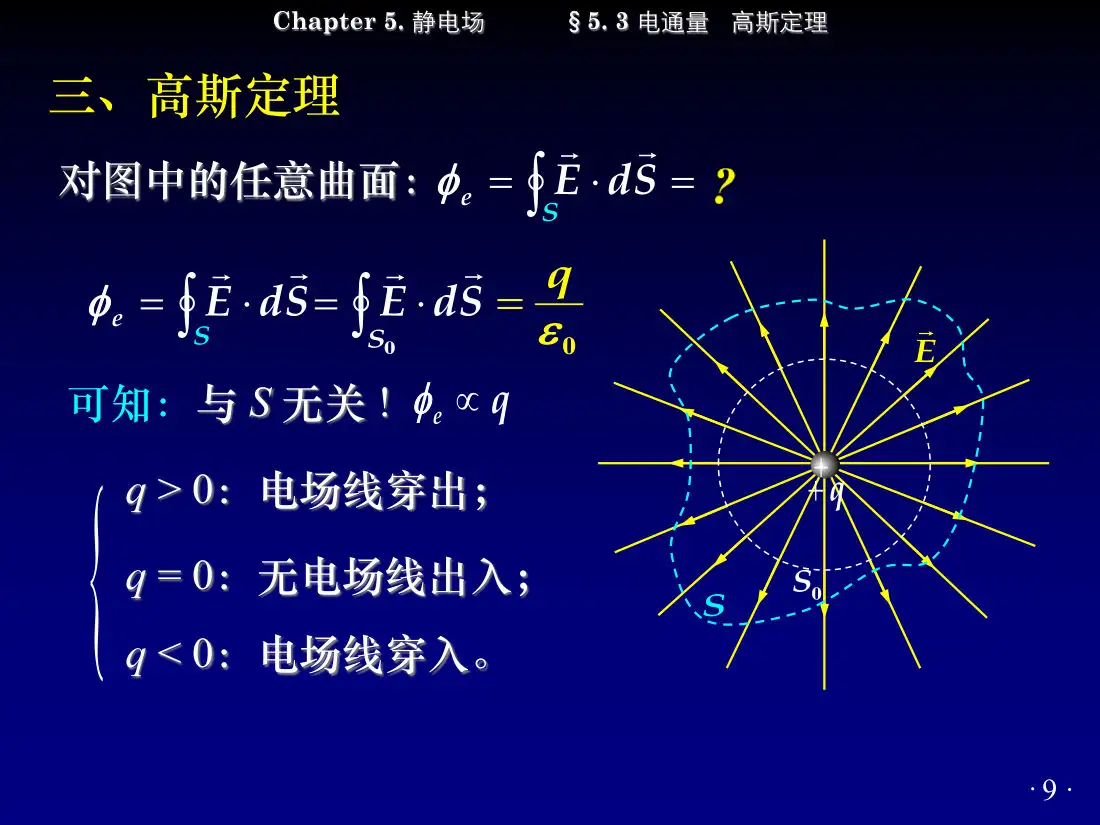 Chapter 5. 静电场 §5. 3 电通量 高斯定理
三、高斯定理
对图中的任意曲面：ϕₑ = ∮_S E⃗ · dS⃗ = ?
ϕₑ = ∮_S E⃗ · dS⃗ = ∮_S₀ E⃗ · dS⃗ = q/ε₀
可知：与 S 无关！ϕₑ ∝ q
q > 0：电场线穿出；
q = 0：无电场线出入；
q < 0：电场线穿入。
E⃗
+q
S₀
S
·9·